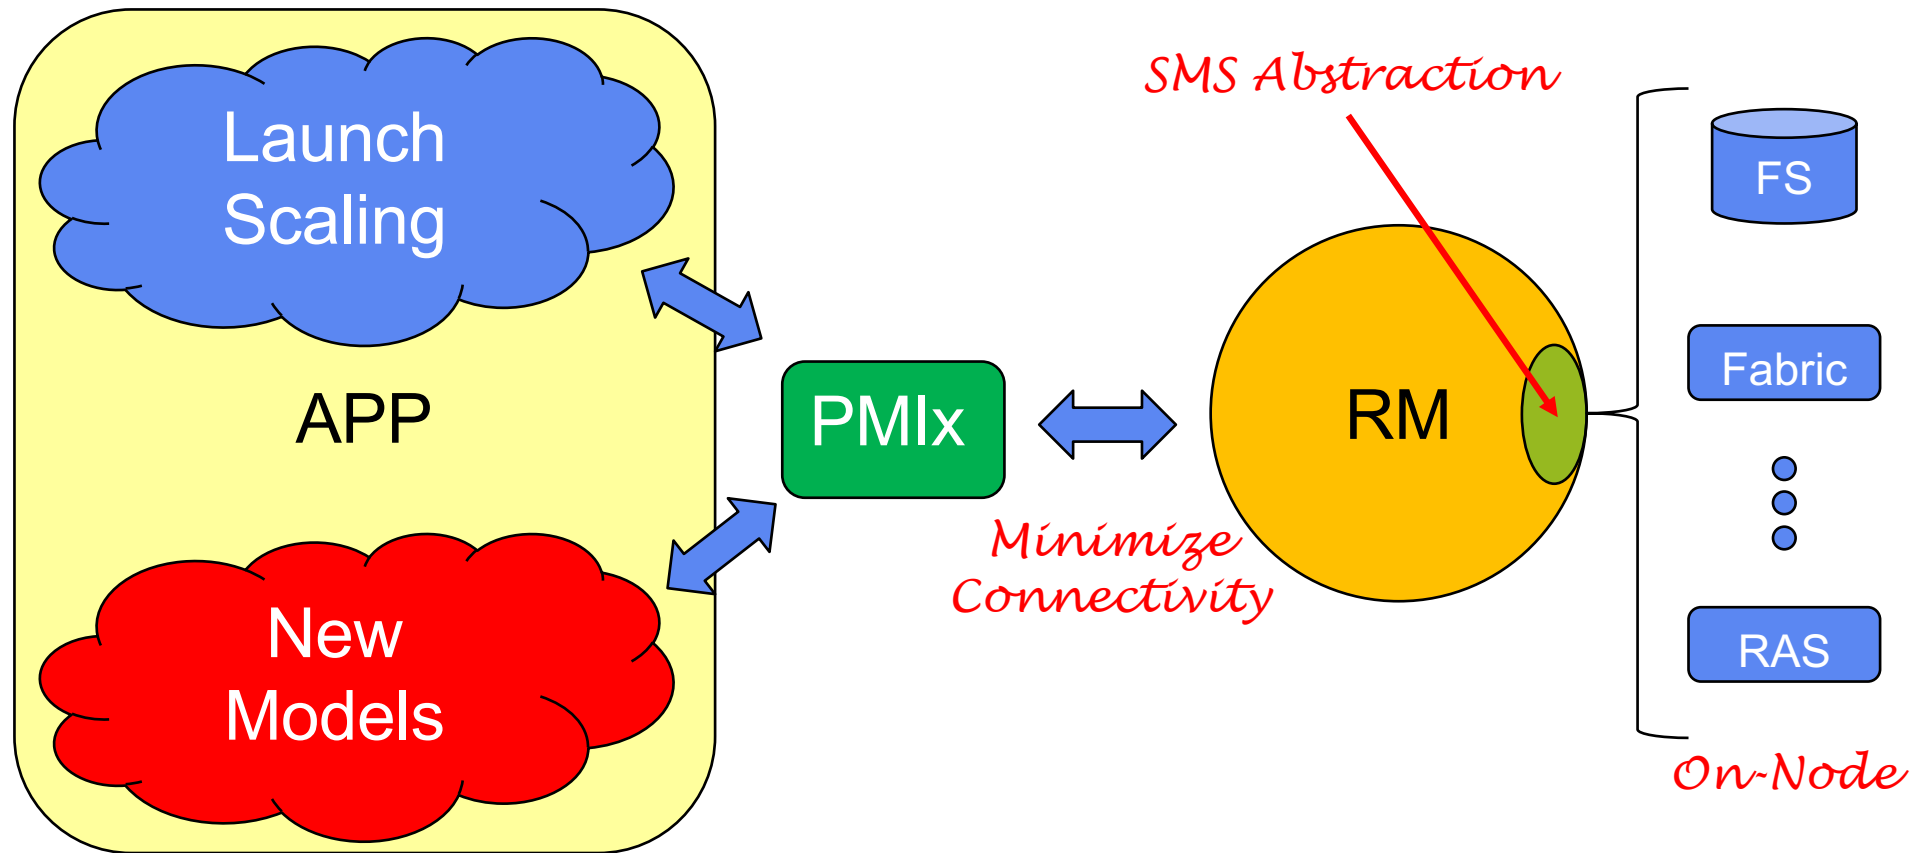 Launch
Scaling
APP
New
Models
PMIx
Minimize
Connectivity
SMS Abstraction
RM
FS
Fabric
RAS
On-Node